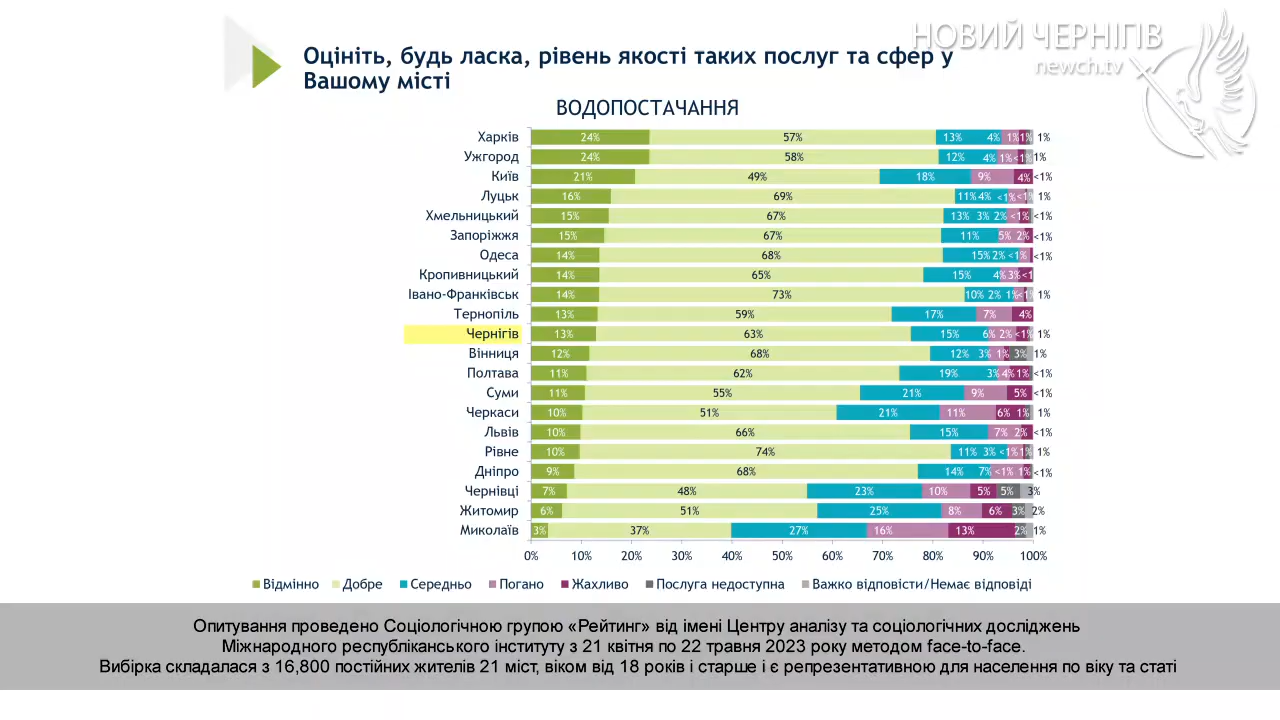 НОВИЙ ЧЕРНІГІВ
newch.tv
Оцініть, будь ласка, рівень якості таких послуг та сфер у
Вашому місті
ВОДОПОСТАЧАННЯ
Харків 24% 57% 13% 4% 1% 1% 1%
Ужгород 24% 58% 12% 4% 1% <1% 1%
Київ 21% 49% 18% 9% 4% <1%
Луцьк 16% 69% 11% 4% <1% <1% 1%
Хмельницький 15% 67% 13% 3% 2% <1% <1%
Запоріжжя 15% 67% 11% 5% 2% <1%
Одеса 14% 68% 15% 2% <1% <1%
Кропивницький 14% 65% 15% 4% 3% <1
Івано-Франківськ 14% 73% 10% 2% 1% <1% 1%
Тернопіль 13% 59% 17% 7% 4%
Чернігів 13% 63% 15% 6% 2% <1% 1%
Вінниця 12% 68% 12% 3% 1% 3% 1%
Полтава 11% 62% 19% 3% 4% 1% <1%
Суми 11% 55% 21% 9% 5% <1%
Черкаси 10% 51% 21% 11% 6% 1% 1%
Львів 10% 66% 15% 7% 2% <1%
Рівне 10% 74% 11% 3% <1% 1% 1%
Дніпро 9% 68% 14% 7% <1% 1% <1%
Чернівці 7% 48% 23% 10% 5% 5% 3%
Житомир 6% 51% 25% 8% 6% 3% 2%
Миколаїв 3% 37% 27% 16% 13% 2% 1%
0% 10% 20% 30% 40% 50% 60% 70% 80% 90% 100%
Відмінно Добре Середньо Погано Жахливо Послуга недоступна Важко відповісти/Немає відповіді
Опитування проведено Соціологічною групою «Рейтинг» від імені Центру аналізу та соціологічних досліджень
Міжнародного республіканського інституту з 21 квітня по 22 травня 2023 року методом face-to-face.
Вибірка складалася з 16,800 постійних жителів 21 міст, віком від 18 років і старше і є репрезентативною для населення по віку та статі